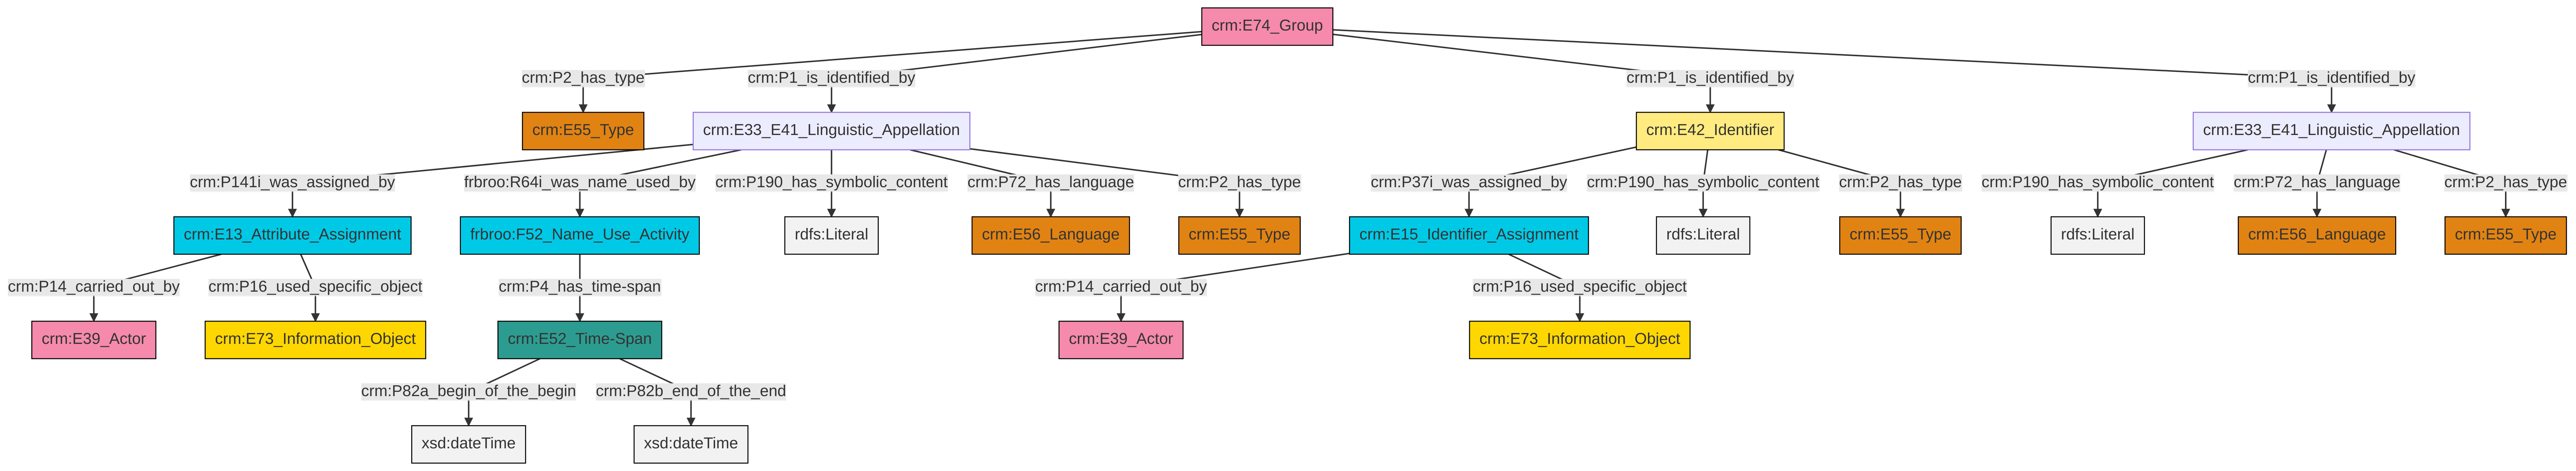 crm:E74_Group
crm:P2_has_type
crm:P1_is_identified_by
crm:P1_is_identified_by
crm:P1_is_identified_by
crm:E55_Type
crm:E33_E41_Linguistic_Appellation
crm:E42_Identifier
crm:E33_E41_Linguistic_Appellation
crm:P141i_was_assigned_by
frbroo:R64i_was_name_used_by
crm:P190_has_symbolic_content
crm:P72_has_language
crm:P2_has_type
crm:P37i_was_assigned_by
crm:P190_has_symbolic_content
crm:P2_has_type
crm:P190_has_symbolic_content
crm:P72_has_language
crm:P2_has_type
crm:E13_Attribute_Assignment
frbroo:F52_Name_Use_Activity
rdfs:Literal
crm:E56_Language
crm:E55_Type
crm:E15_Identifier_Assignment
rdfs:Literal
crm:E55_Type
rdfs:Literal
crm:E56_Language
crm:E55_Type
crm:P14_carried_out_by
crm:P16_used_specific_object
crm:P4_has_time-span
crm:P14_carried_out_by
crm:P16_used_specific_object
crm:E39_Actor
crm:E73_Information_Object
crm:E52_Time-Span
crm:E39_Actor
crm:E73_Information_Object
crm:P82a_begin_of_the_begin
crm:P82b_end_of_the_end
xsd:dateTime
xsd:dateTime